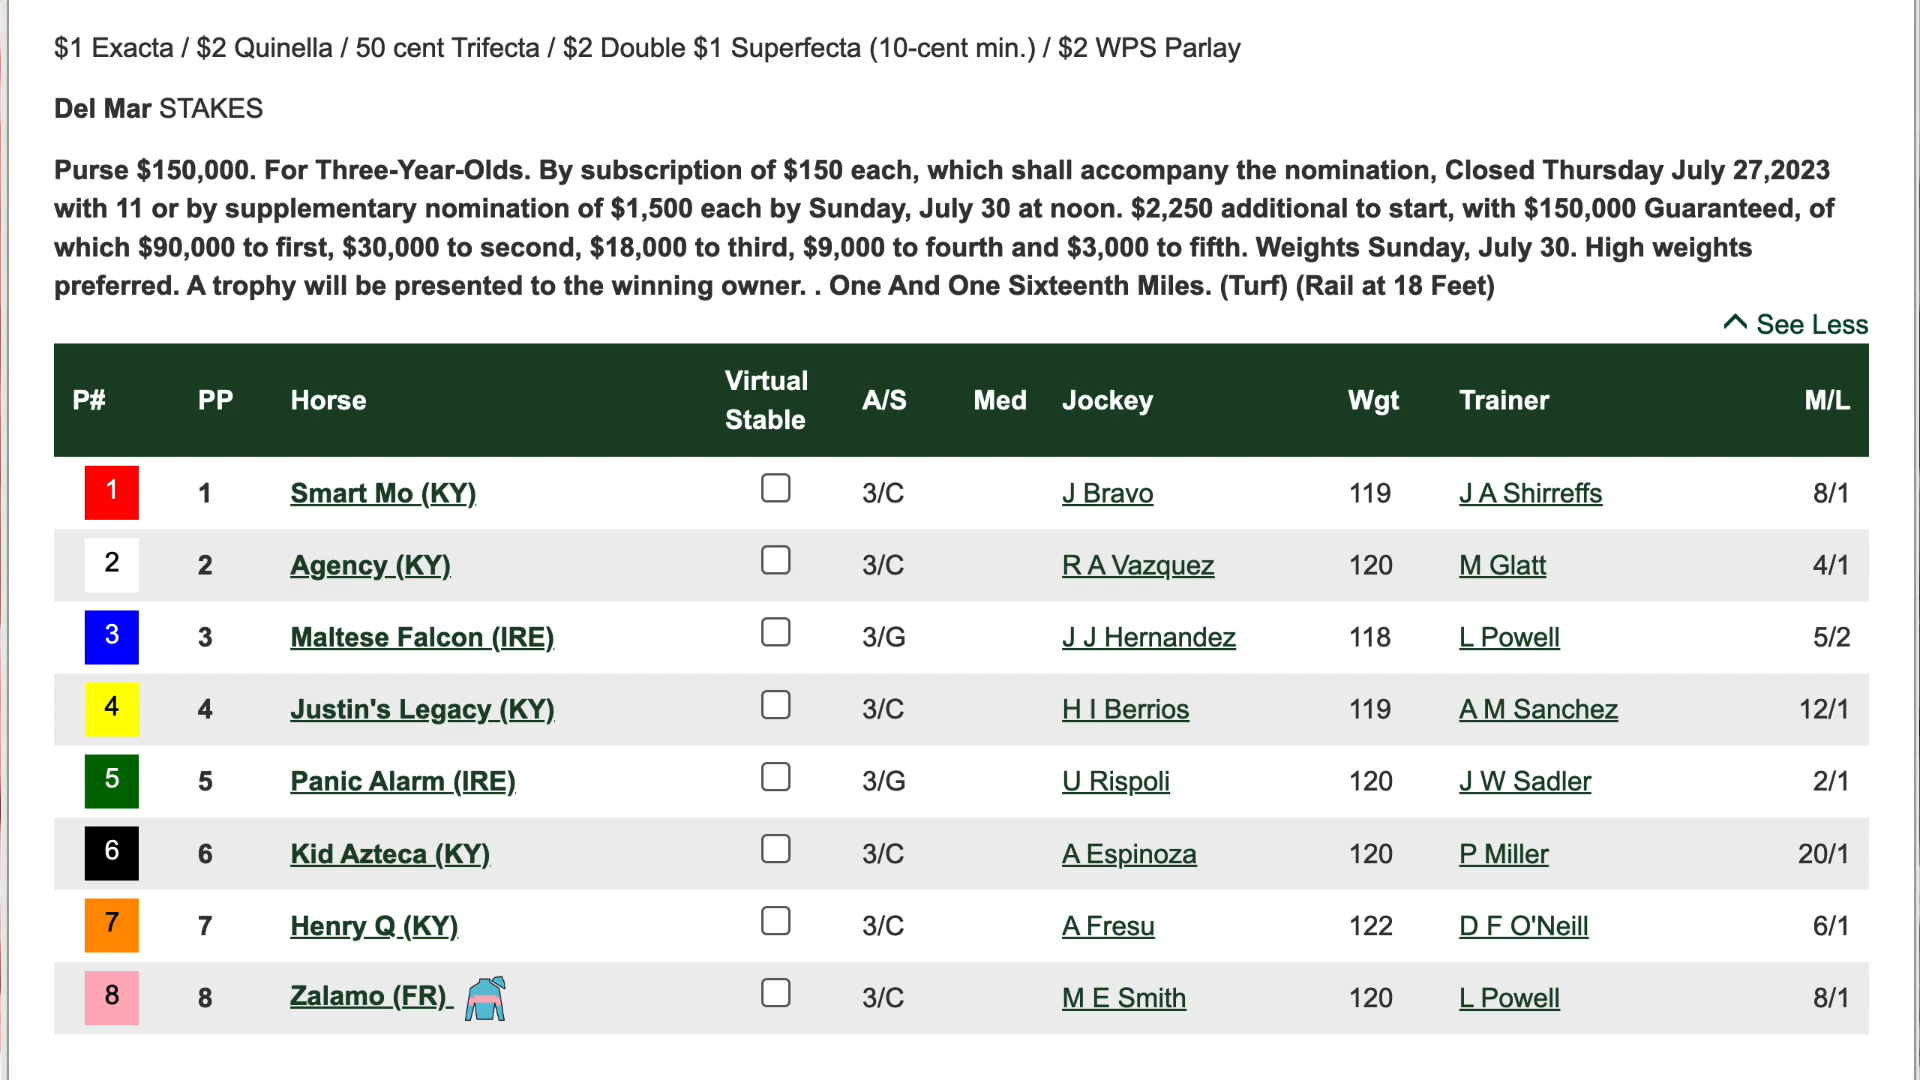 $1 Exacta / $2 Quinella / 50 cent Trifecta / $2 Double $1 Superfecta (10-cent min.) / $2 WPS Parlay
Del Mar STAKES
Purse $150,000. For Three-Year-Olds. By subscription of $150 each, which shall accompany the nomination, Closed Thursday July 27,2023
with 11 or by supplementary nomination of $1,500 each by Sunday, July 30 at noon. $2,250 additional to start, with $150,000 Guaranteed, of
which $90,000 to first, $30,000 to second, $18,000 to third, $9,000 to fourth and $3,000 to fifth. Weights Sunday, July 30. High weights
preferred. A trophy will be presented to the winning owner. . One And One Sixteenth Miles. (Turf) (Rail at 18 Feet)
See Less
P# PP Horse Virtual Stable A/S Med Jockey Wgt Trainer M/L
1 1 Smart Mo (KY) 3/C J Bravo 119 J A Shirreffs 8/1
2 2 Agency (KY) 3/C R A Vazquez 120 M Glatt 4/1
3 3 Maltese Falcon (IRE) 3/G J J Hernandez 118 L Powell 5/2
4 4 Justin's Legacy (KY) 3/C H I Berrios 119 A M Sanchez 12/1
5 5 Panic Alarm (IRE) 3/G U Rispoli 120 J W Sadler 2/1
6 6 Kid Azteca (KY) 3/C A Espinoza 120 P Miller 20/1
7 7 Henry Q (KY) 3/C A Fresu 122 D F O'Neill 6/1
8 8 Zalamo (FR) 3/C M E Smith 120 L Powell 8/1